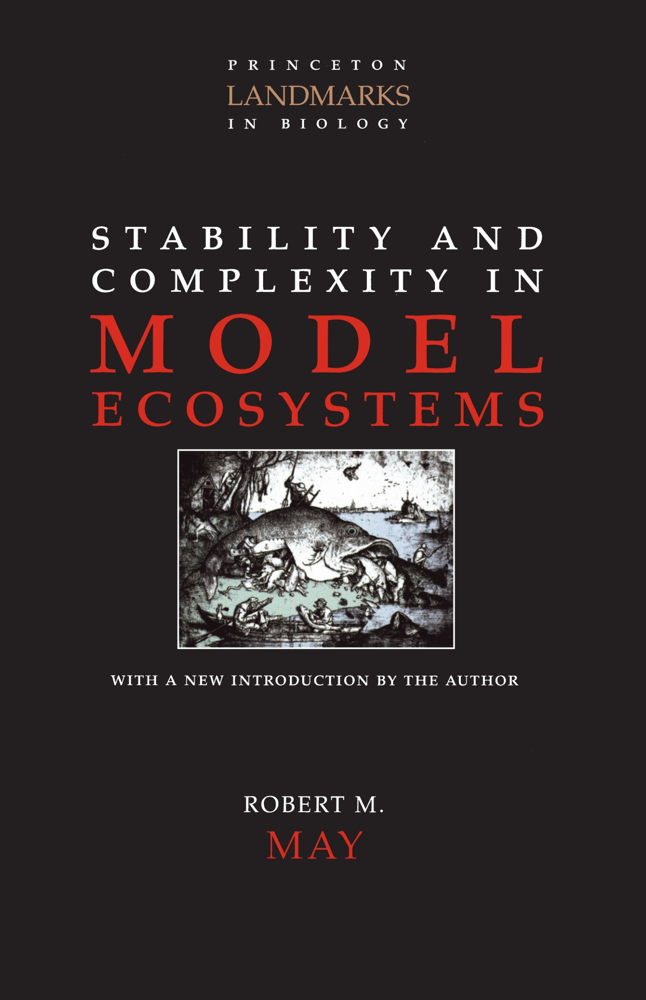 PRINCETON
LANDMARKS
IN BIOLOGY
STABILITY AND
COMPLEXITY IN
MODEL
ECOSYSTEMS
WITH A NEW INTRODUCTION BY THE AUTHOR
ROBERT M.
MAY